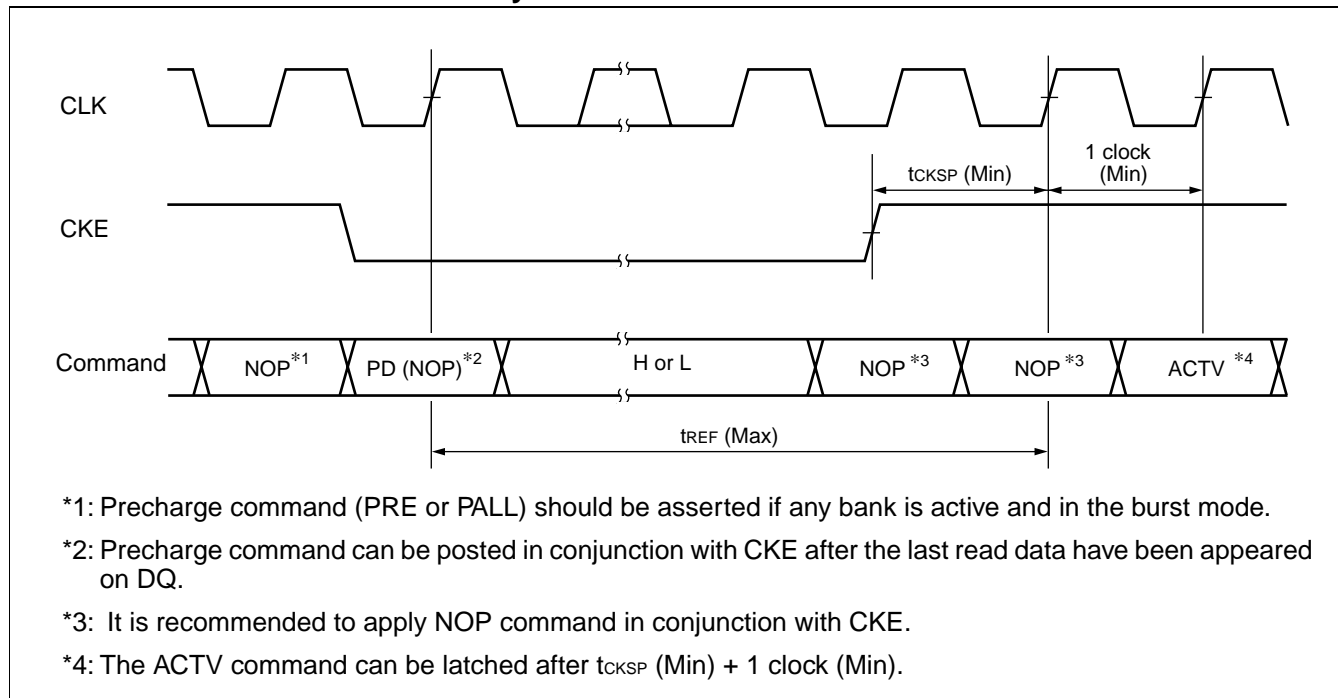 CLK
tCKSP (Min)
1 clock
(Min)
CKE
Command
NOP*1
PD (NOP)*2
H or L
NOP *3
NOP *3
ACTV *4
tREF (Max)
*1: Precharge command (PRE or PALL) should be asserted if any bank is active and in the burst mode.
*2: Precharge command can be posted in conjunction with CKE after the last read data have been appeared
on DQ.
*3: It is recommended to apply NOP command in conjunction with CKE.
*4: The ACTV command can be latched after tCKSP (Min) + 1 clock (Min).